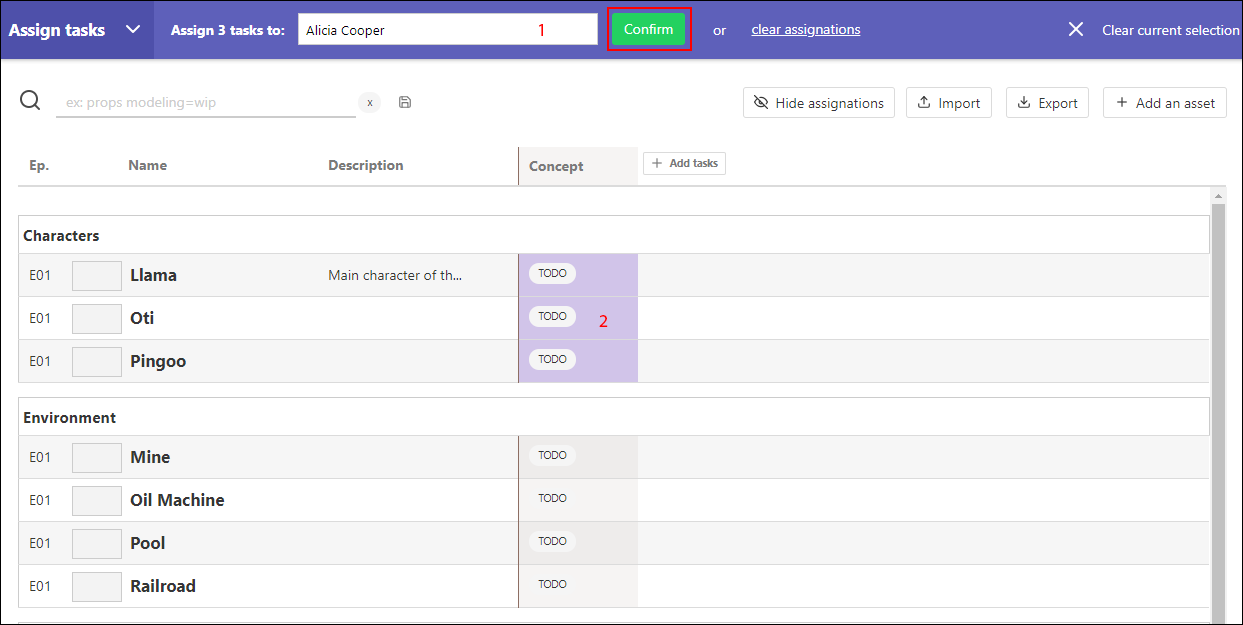 Assign tasks Assign 3 tasks to: Alicia Cooper 1 Confirm or clear assignations Clear current selection
ex: props modeling=wip x Hide assignations Import Export + Add an asset
Ep. Name Description Concept + Add tasks
Characters
E01 Llama Main character of th... TODO
E01 Oti TODO 2
E01 Pingoo TODO
Environment
E01 Mine TODO
E01 Oil Machine TODO
E01 Pool TODO
E01 Railroad TODO